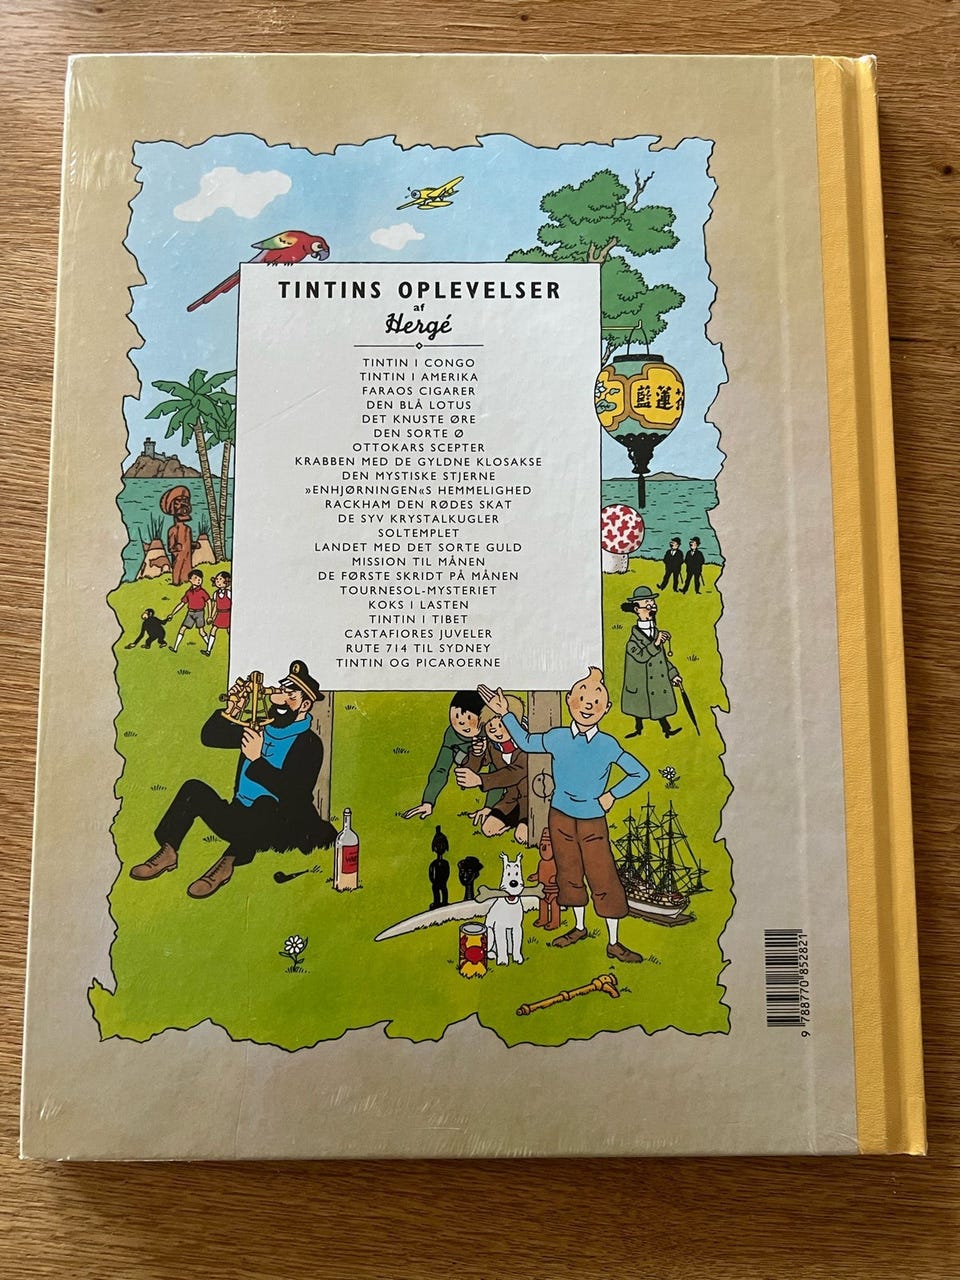 TINTINS OPLEVELSER
af
Hergé
TINTIN I CONGO
TINTIN I AMERIKA
FARAOS CIGARER
DEN BLÅ LOTUS
DET KNUSTE ØRE
DEN SORTE Ø
OTTOKARS SCEPTER
KRABBEN MED DE GYLDNE KLOSAKSE
DEN MYSTISKE STJERNE
»ENHJØRNINGEN«S HEMMELIGHED
RACKHAM DEN RØDES SKAT
DE SYV KRYSTALKUGLER
SOLTEMPLET
LANDET MED DET SORTE GULD
MISSION TIL MÅNEN
DE FØRSTE SKRIDT PÅ MÅNEN
TOURNESOL-MYSTERIET
KOKS I LASTEN
TINTIN I TIBET
CASTAFIORES JUVELER
RUTE 714 TIL SYDNEY
TINTIN OG PICAROERNE
藍蓮花
9 788770 852821